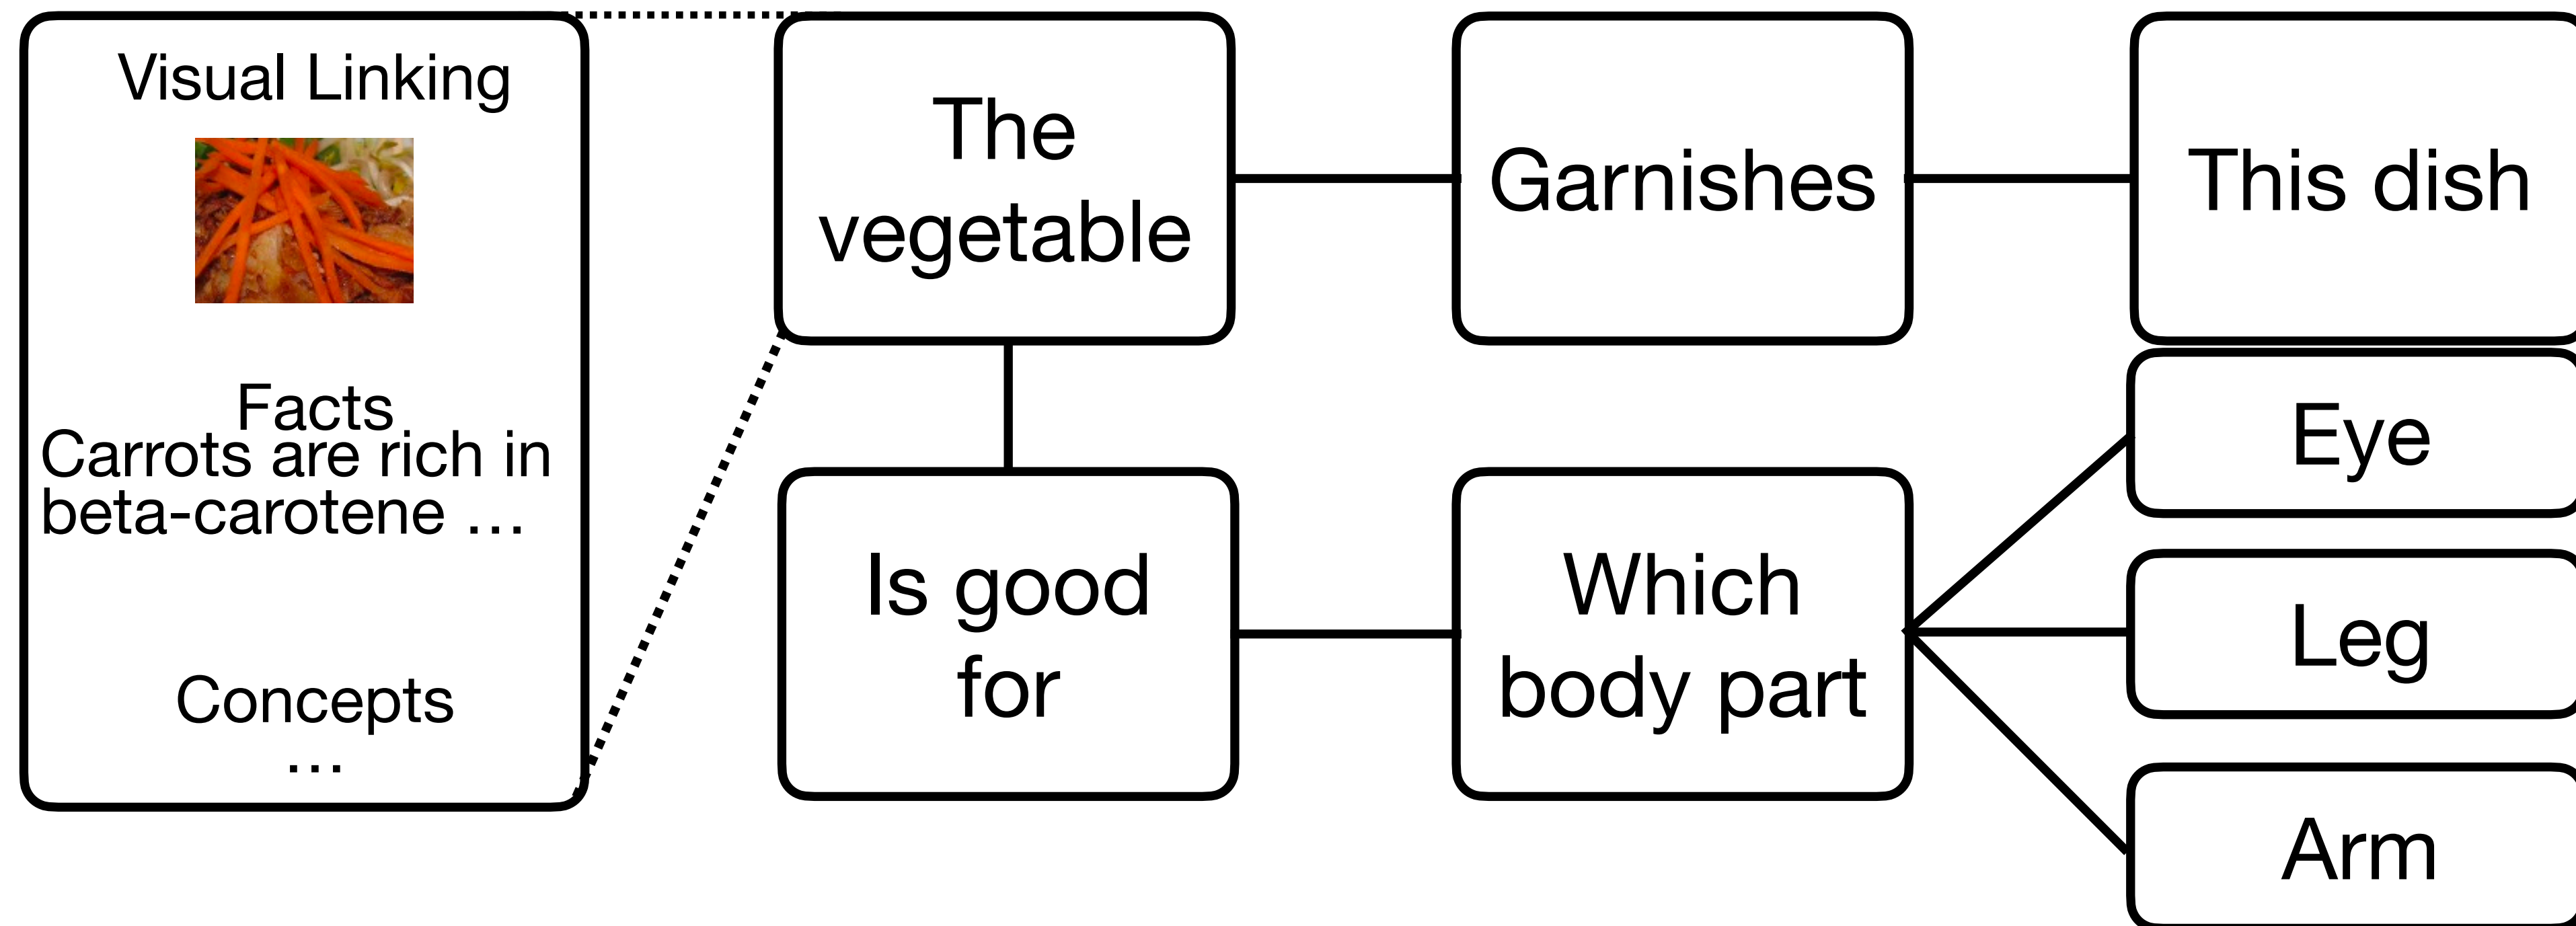 Visual Linking
Facts
Carrots are rich in
beta-carotene …
Concepts
…
The
vegetable
Garnishes
This dish
Is good
for
Which
body part
Eye
Leg
Arm